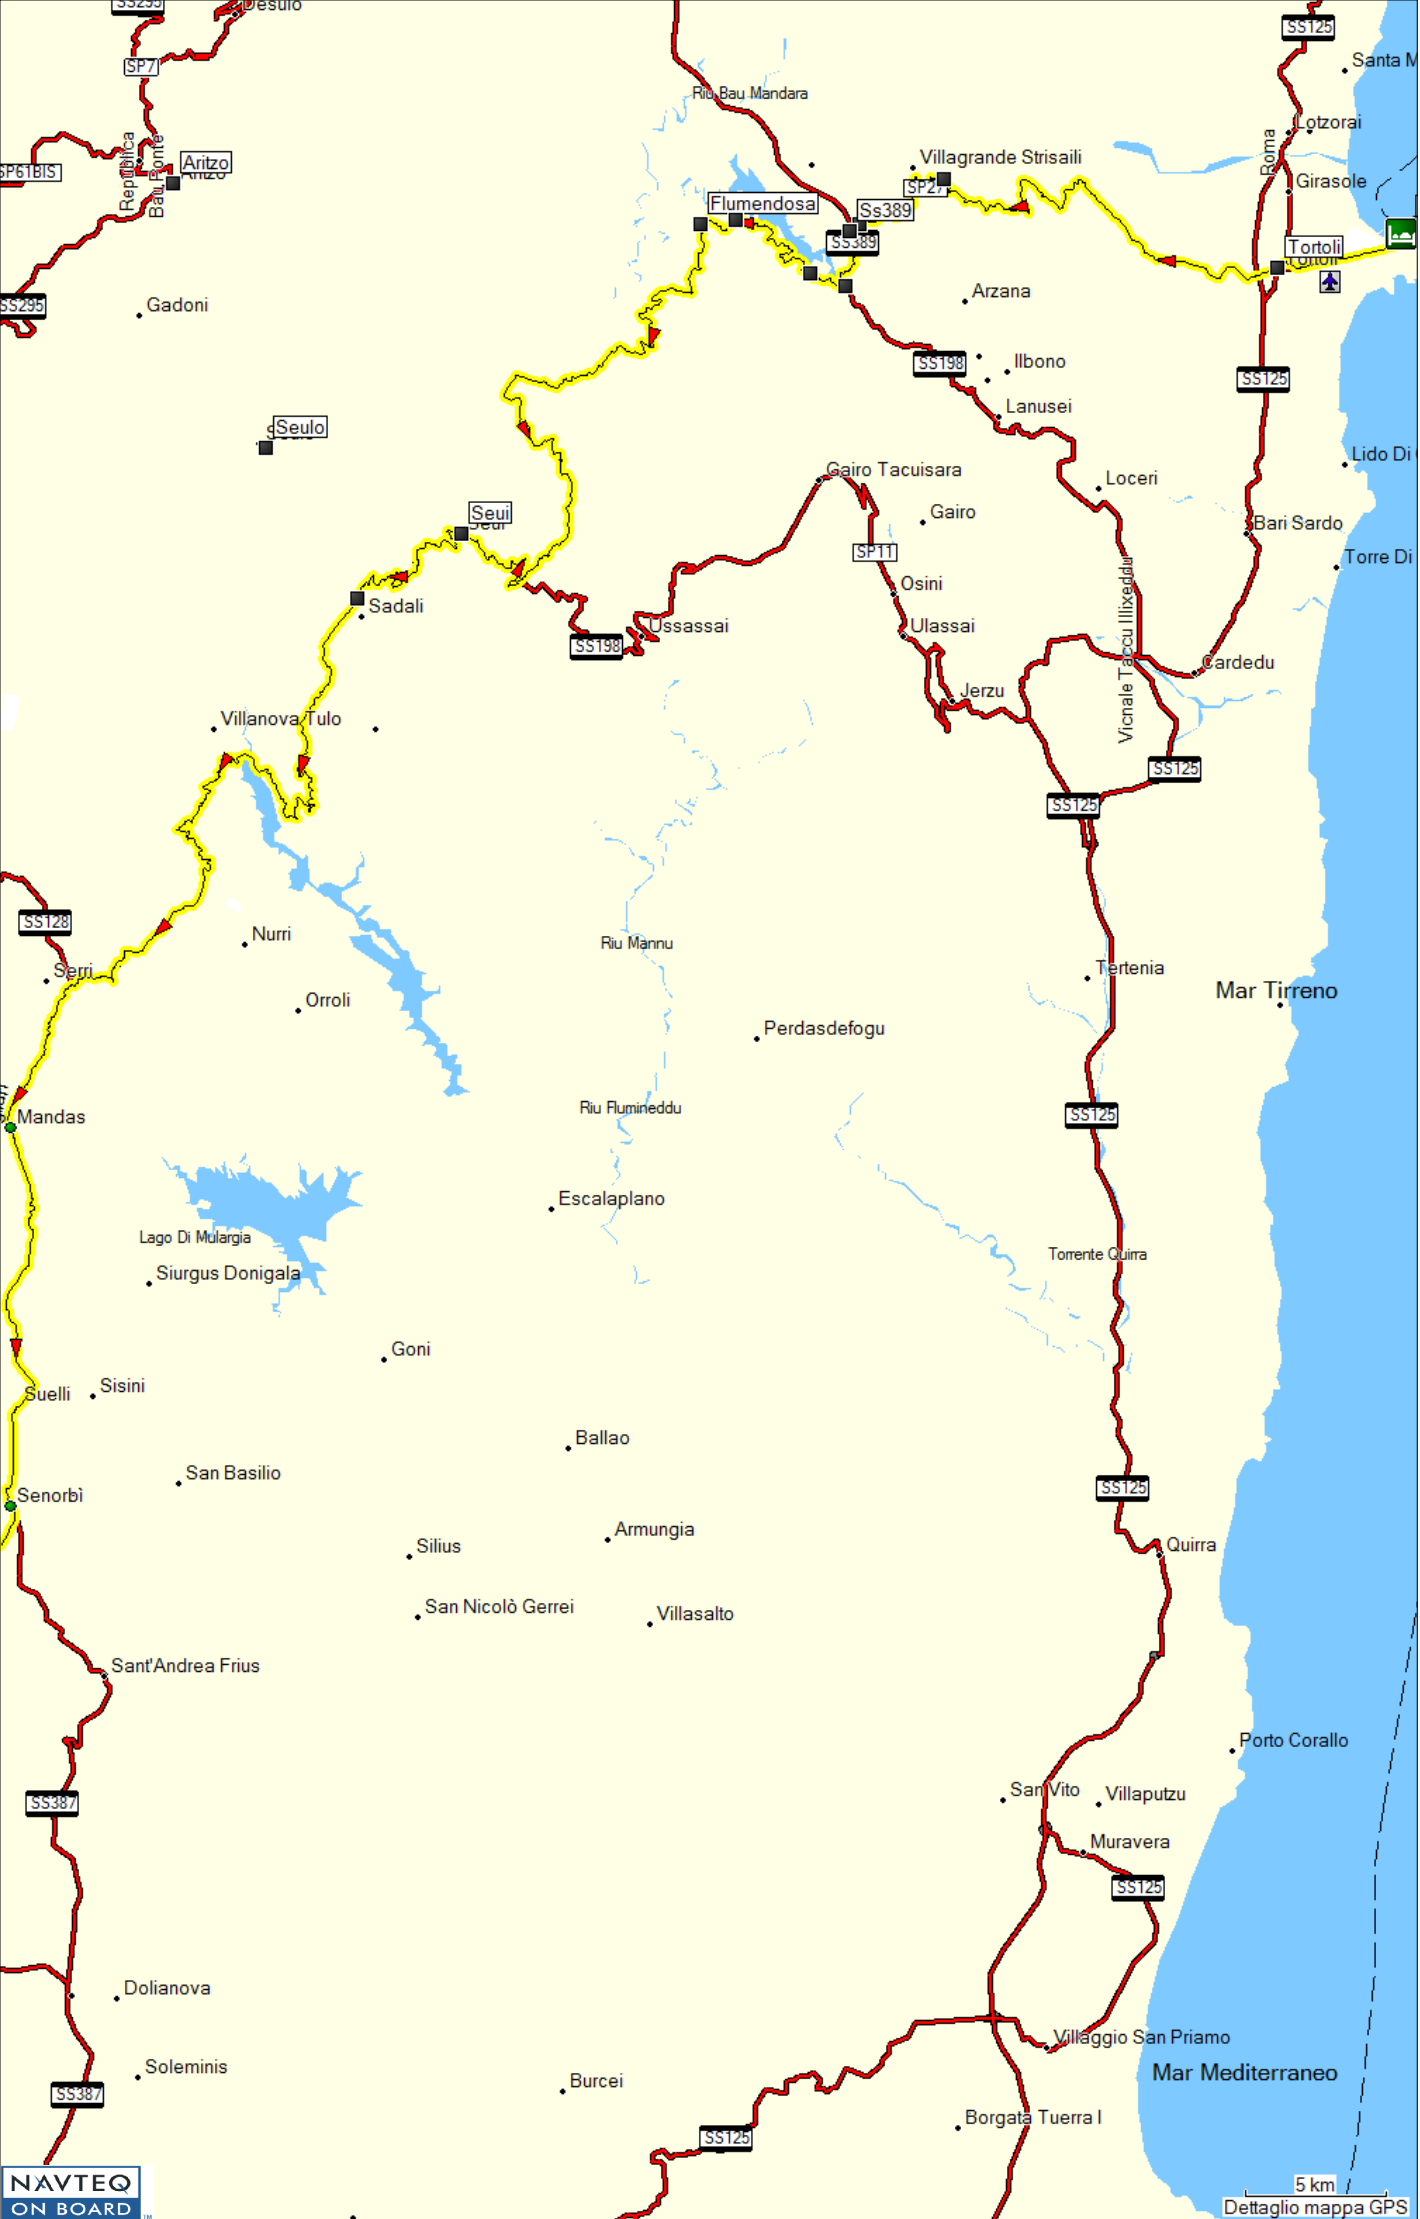 SS295
Desulo
SS125
Santa M
SP7
Riu Bau Mandara
Lotzorai
Republica
Bau, Ponte
Roma
Aritzo
SP61BIS
Villagrande Strisaili
SP27
Girasole
Flumendosa
Ss389
SS389
Tortoli
Arzana
SS295
Gadoni
SS198
Ilbono
SS125
Lanusei
Seulo
Lido Di
Gairo Tacuisara
Loceri
Seui
Gairo
Bari Sardo
SP11
Torre Di
Osini
Sadali
Ussassai
Ulassai
SS198
Vicnale Taccu Illixeddu
Cardedu
Jerzu
Villanova Tulo
SS125
SS125
SS128
Nurri
Riu Mannu
Serri
Tertenia
Mar Tirreno
Orroli
Perdasdefogu
Mandas
Riu Flumineddu
SS125
Escalaplano
Lago Di Mulargia
Torrente Quirra
Siurgus Donigala
Goni
Suelli
Sisini
Ballao
San Basilio
SS125
Senorbì
Armungia
Silius
Quirra
San Nicolò Gerrei
Villasalto
Sant'Andrea Frius
Porto Corallo
San Vito
Villaputzu
SS387
Muravera
SS125
Dolianova
Villaggio San Priamo
Soleminis
Mar Mediterraneo
Burcei
SS387
Borgata Tuerra I
SS125
NAVTEQ
ON BOARD
5 km
Dettaglio mappa GPS